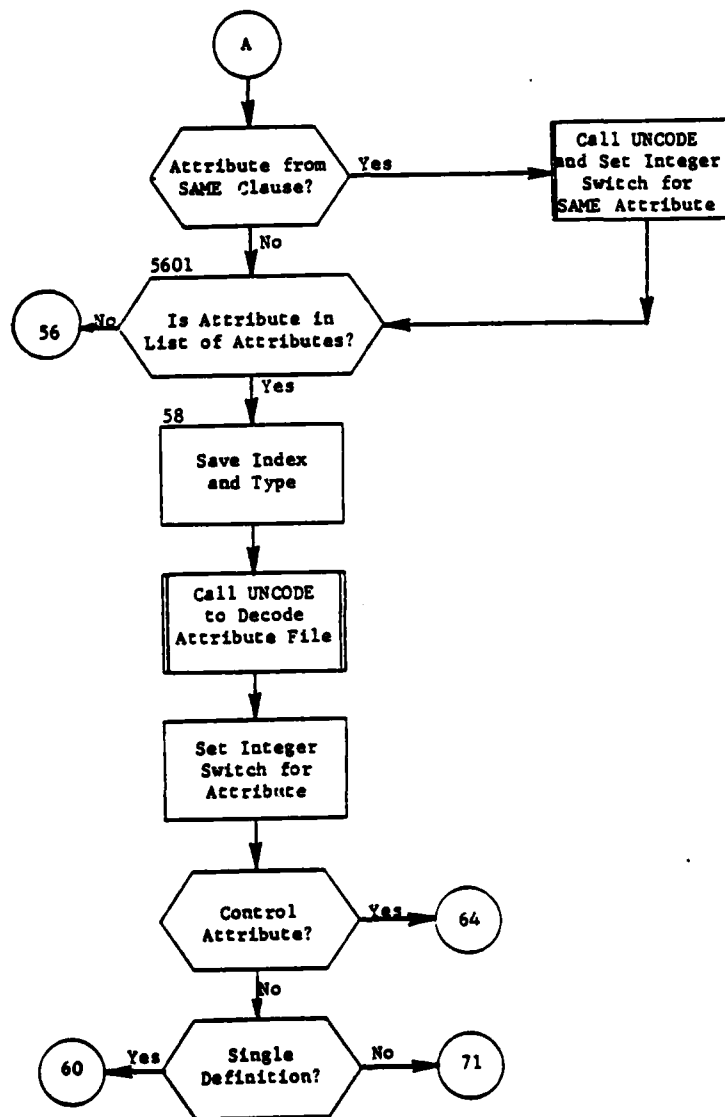 A
Attribute from
SAME Clause?
Yes
Call UNCODE
and Set Integer
Switch for
SAME Attribute
No
5601
Is Attribute in
List of Attributes?
No
56
Yes
58
Save Index
and Type
Call UNCODE
to Decode
Attribute File
Set Integer
Switch for
Attribute
Control
Attribute?
Yes
64
No
Single
Definition?
Yes
60
No
71